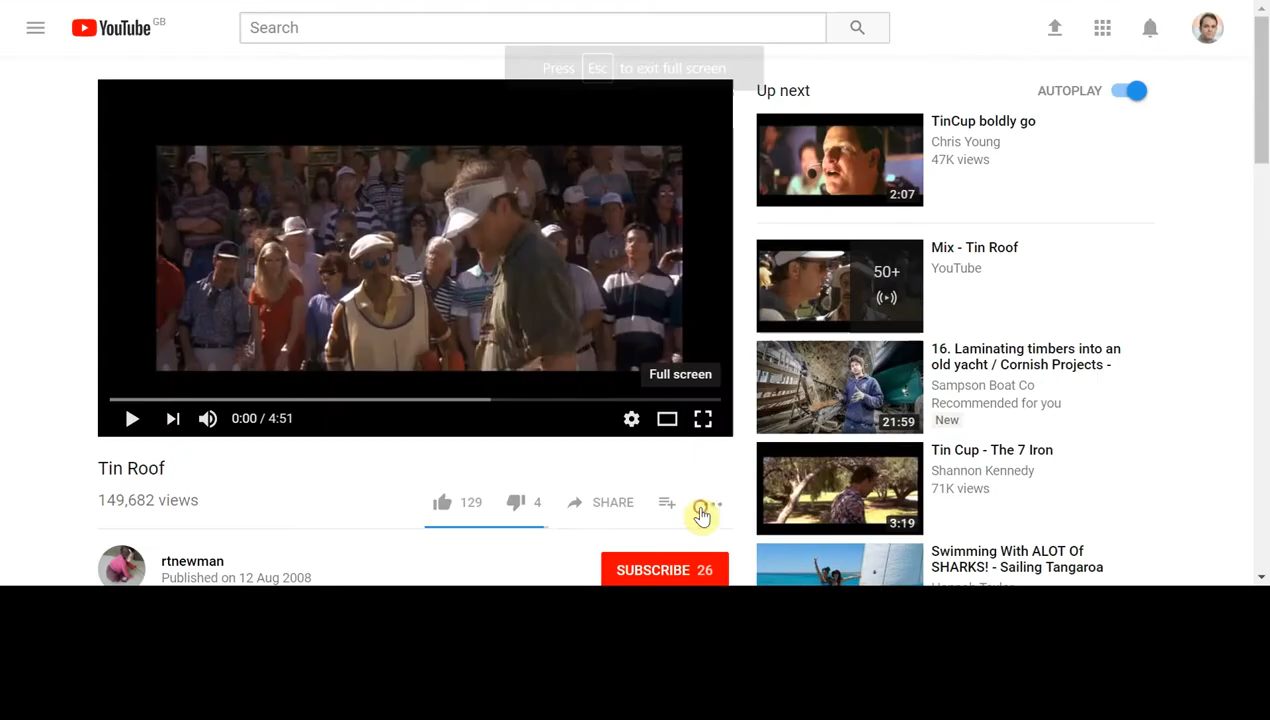 YouTube GB
Search
Press Esc to exit full screen
Up next
AUTOPLAY
TinCup boldly go
Chris Young
47K views
2:07
Mix - Tin Roof
YouTube
50+
16. Laminating timbers into an
old yacht / Cornish Projects -
Sampson Boat Co
Recommended for you
New
21:59
Tin Cup - The 7 Iron
Shannon Kennedy
71K views
3:19
Swimming With ALOT Of
SHARKS! - Sailing Tangaroa
Full screen
0:00 / 4:51
Tin Roof
149,682 views
129
4
SHARE
rtnewman
Published on 12 Aug 2008
SUBSCRIBE 26